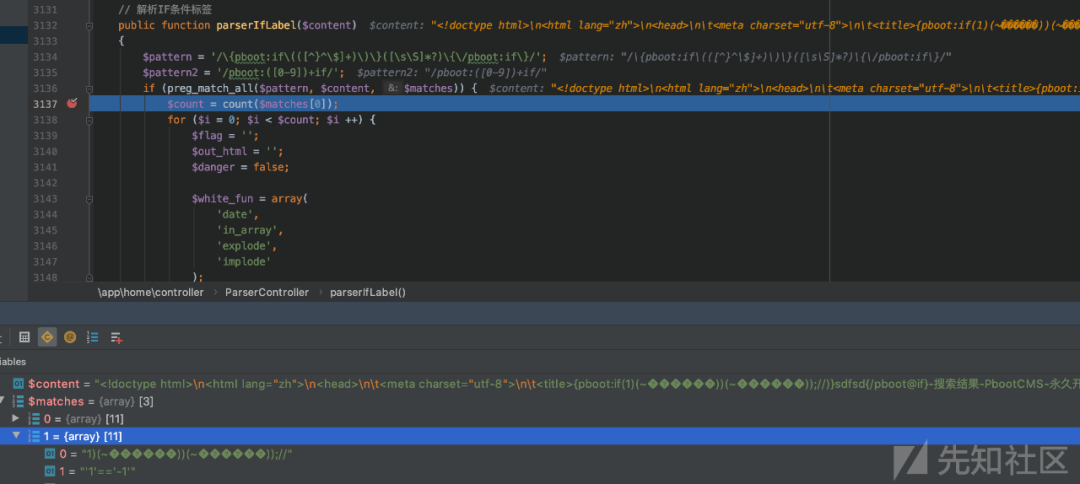 3131 // 解析IF条件标签
3132 public function parserIfLabel($content) $content: "<!doctype html>\n<html lang="zh">\n<head>\n\t<meta charset="utf-8">\n\t<title>{pboot:if(1)(~������))(~����
3133 {
3134 $pattern = '/\{pboot:if\(([^}^\$]+)\)\}([\s\S]*?)\{\/pboot:if\}/'; $pattern: "/\{pboot:if\(([^}^\$]+)\)\}([\s\S]*?)\{\/pboot:if\}/"
3135 $pattern2 = '/pboot:([0-9])+if/'; $pattern2: "/pboot:([0-9])+if/"
3136 if (preg_match_all($pattern, $content, &: $matches)) { $content: "<!doctype html>\n<html lang="zh">\n<head>\n\t<meta charset="utf-8">\n\t<title>{pboot:i
3137 $count = count($matches[0]);
3138 for ($i = 0; $i < $count; $i ++) {
3139 $flag = '';
3140 $out_html = '';
3141 $danger = false;
3142
3143 $white_fun = array(
3144 'date',
3145 'in_array',
3146 'explode',
3147 'implode'
3148 );
\app\home\controller › ParserController › parserIfLabel()
iables
$content = "<!doctype html>\n<html lang="zh">\n<head>\n\t<meta charset="utf-8">\n\t<title>{pboot:if(1)(~������))(~������));//)}sdfsd{/pboot@if}-搜索结果-PbootCMS-永久开
$matches = {array} [3]
0 = {array} [11]
1 = {array} [11]
0 = "1)(~������))(~������));//"
1 = "'1'=='-1'"
先知社区